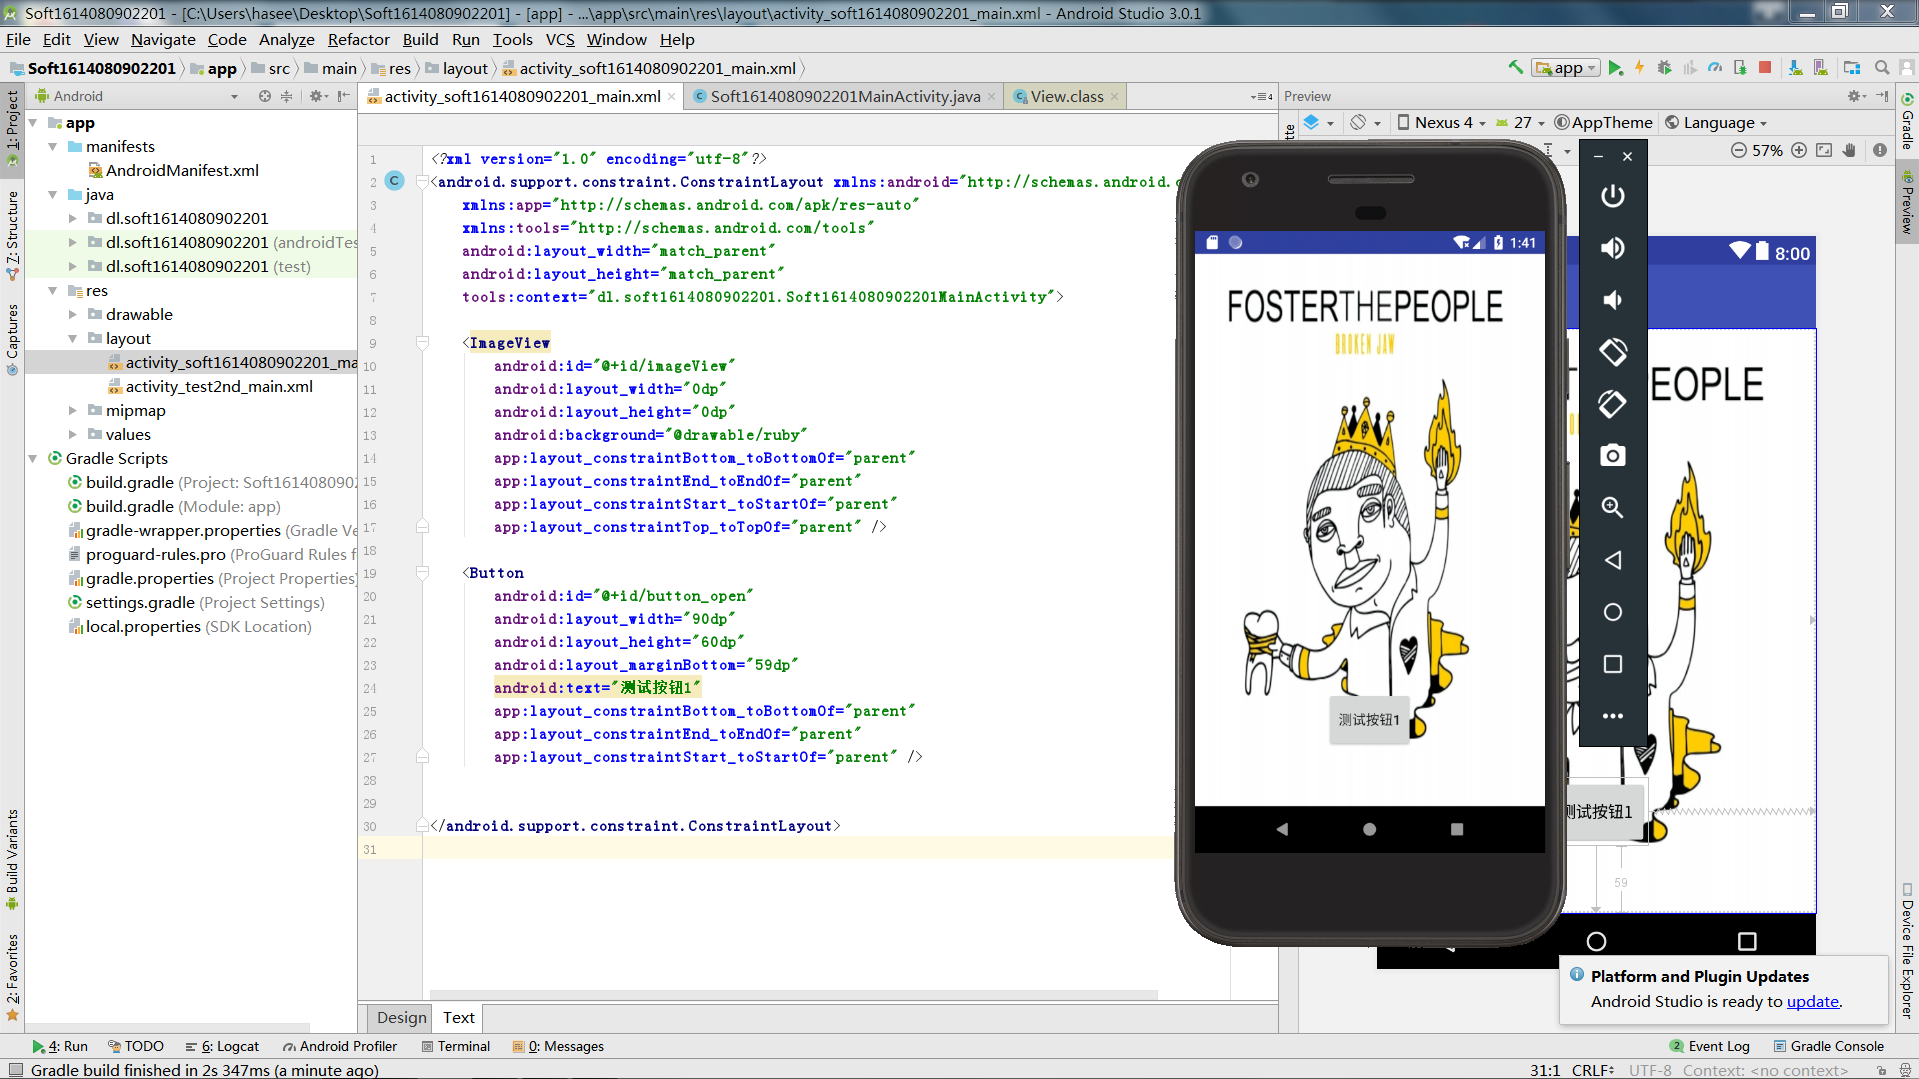 Soft1614080902201 - [C:\Users\hasee\Desktop\Soft1614080902201] - [app] - ...\app\src\main\res\layout\activity_soft1614080902201_main.xml - Android Studio 3.0.1
File Edit View Navigate Code Analyze Refactor Build Run Tools VCS Window Help
Soft1614080902201 app src main res layout activity_soft1614080902201_main.xml app
Android
activity_soft1614080902201_main.xml Soft1614080902201MainActivity.java View.class
Preview
Nexus 4 27 AppTheme Language
57%
1: Project
7: Structure
Captures
Build Variants
2: Favorites
app
manifests
AndroidManifest.xml
java
dl.soft1614080902201
dl.soft1614080902201 (androidTes
dl.soft1614080902201 (test)
res
drawable
layout
activity_soft1614080902201_ma
activity_test2nd_main.xml
mipmap
values
Gradle Scripts
build.gradle (Project: Soft161408090
build.gradle (Module: app)
gradle-wrapper.properties (Gradle Ve
proguard-rules.pro (ProGuard Rules f
gradle.properties (Project Properties)
settings.gradle (Project Settings)
local.properties (SDK Location)
1 <?xml version="1.0" encoding="utf-8"?>
2 <android.support.constraint.ConstraintLayout xmlns:android="http://schemas.android.c
3 xmlns:app="http://schemas.android.com/apk/res-auto"
4 xmlns:tools="http://schemas.android.com/tools"
5 android:layout_width="match_parent"
6 android:layout_height="match_parent"
7 tools:context="dl.soft1614080902201.Soft1614080902201MainActivity">
8
9 <ImageView
10 android:id="@+id/imageView"
11 android:layout_width="0dp"
12 android:layout_height="0dp"
13 android:background="@drawable/ruby"
14 app:layout_constraintBottom_toBottomOf="parent"
15 app:layout_constraintEnd_toEndOf="parent"
16 app:layout_constraintStart_toStartOf="parent"
17 app:layout_constraintTop_toTopOf="parent" />
18
19 <Button
20 android:id="@+id/button_open"
21 android:layout_width="90dp"
22 android:layout_height="60dp"
23 android:layout_marginBottom="59dp"
24 android:text="测试按钮1"
25 app:layout_constraintBottom_toBottomOf="parent"
26 app:layout_constraintEnd_toEndOf="parent"
27 app:layout_constraintStart_toStartOf="parent" />
28
29
30 </android.support.constraint.ConstraintLayout>
31
Design Text
1:41
FOSTERTHEPEOPLE
BROKEN JAW
测试按钮1
8:00
PEOPLE
测试按钮1
59
Gradle
Preview
Device File Explorer
Platform and Plugin Updates
Android Studio is ready to update.
4: Run TODO 6: Logcat Android Profiler Terminal 0: Messages 2 Event Log Gradle Console
Gradle build finished in 2s 347ms (a minute ago) 31:1 CRLF UTF-8 Context: <no context>